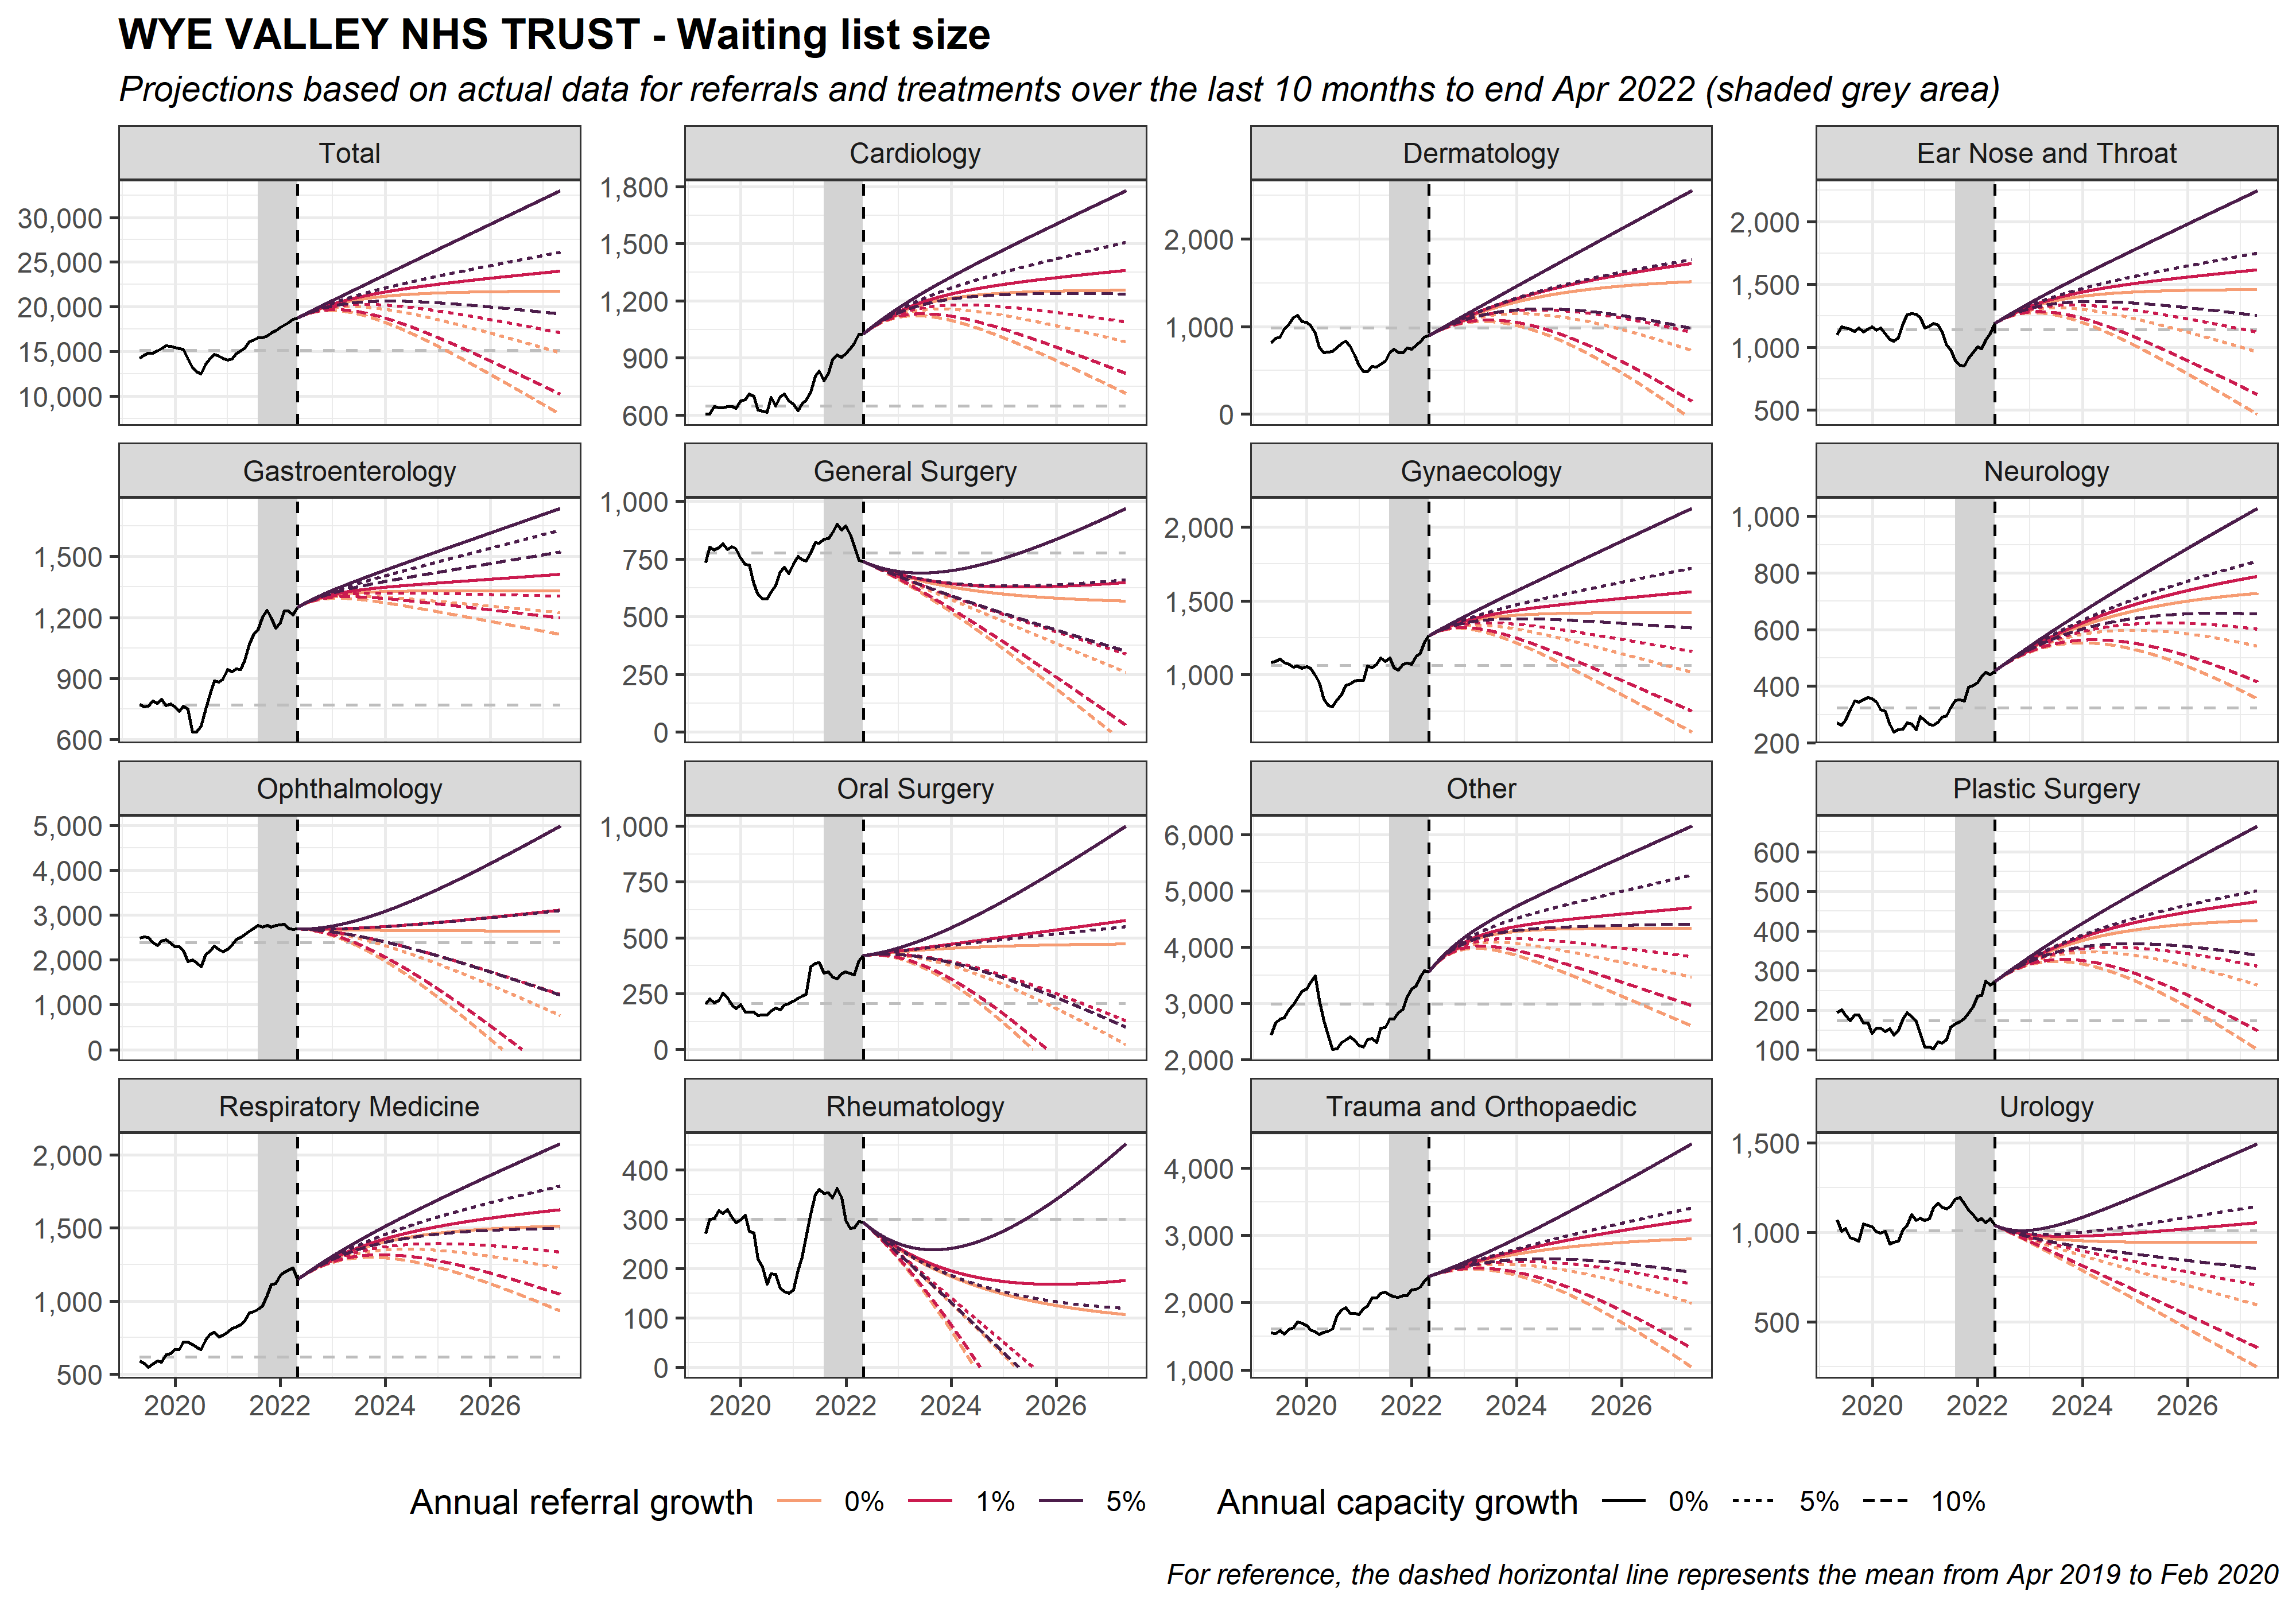 WYE VALLEY NHS TRUST - Waiting list size
Projections based on actual data for referrals and treatments over the last 10 months to end Apr 2022 (shaded grey area)
Total
Cardiology
Dermatology
Ear Nose and Throat
30,000
25,000
20,000
15,000
10,000
1,800
1,500
1,200
900
600
2,000
1,000
0
2,000
1,500
1,000
500
Gastroenterology
General Surgery
Gynaecology
Neurology
1,500
1,200
900
600
1,000
750
500
250
0
2,000
1,500
1,000
1,000
800
600
400
200
Ophthalmology
Oral Surgery
Other
Plastic Surgery
5,000
4,000
3,000
2,000
1,000
0
1,000
750
500
250
0
6,000
5,000
4,000
3,000
2,000
600
500
400
300
200
100
Respiratory Medicine
Rheumatology
Trauma and Orthopaedic
Urology
2,000
1,500
1,000
500
400
300
200
100
0
4,000
3,000
2,000
1,000
1,500
1,000
500
2020 2022 2024 2026
2020 2022 2024 2026
2020 2022 2024 2026
2020 2022 2024 2026
Annual referral growth 0% 1% 5%
Annual capacity growth 0% 5% 10%
For reference, the dashed horizontal line represents the mean from Apr 2019 to Feb 2020